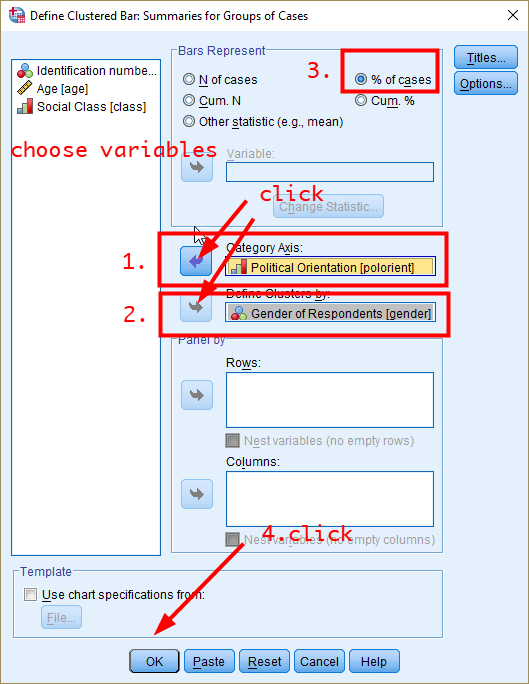 Define Clustered Bar: Summaries for Groups of Cases
Identification numbe...
Age [age]
Social Class [class]
choose variables
Bars Represent
N of cases
3.
% of cases
Cum. N
Cum. %
Other statistic (e.g., mean)
Variable:
click
Change Statistic...
Titles...
Options...
1.
Category Axis:
Political Orientation [polorient]
2.
Define Clusters by:
Gender of Respondents [gender]
Panel by
Rows:
Nest variables (no empty rows)
Columns:
4.click
Nest variables (no empty columns)
Template
Use chart specifications from:
File...
OK
Paste
Reset
Cancel
Help